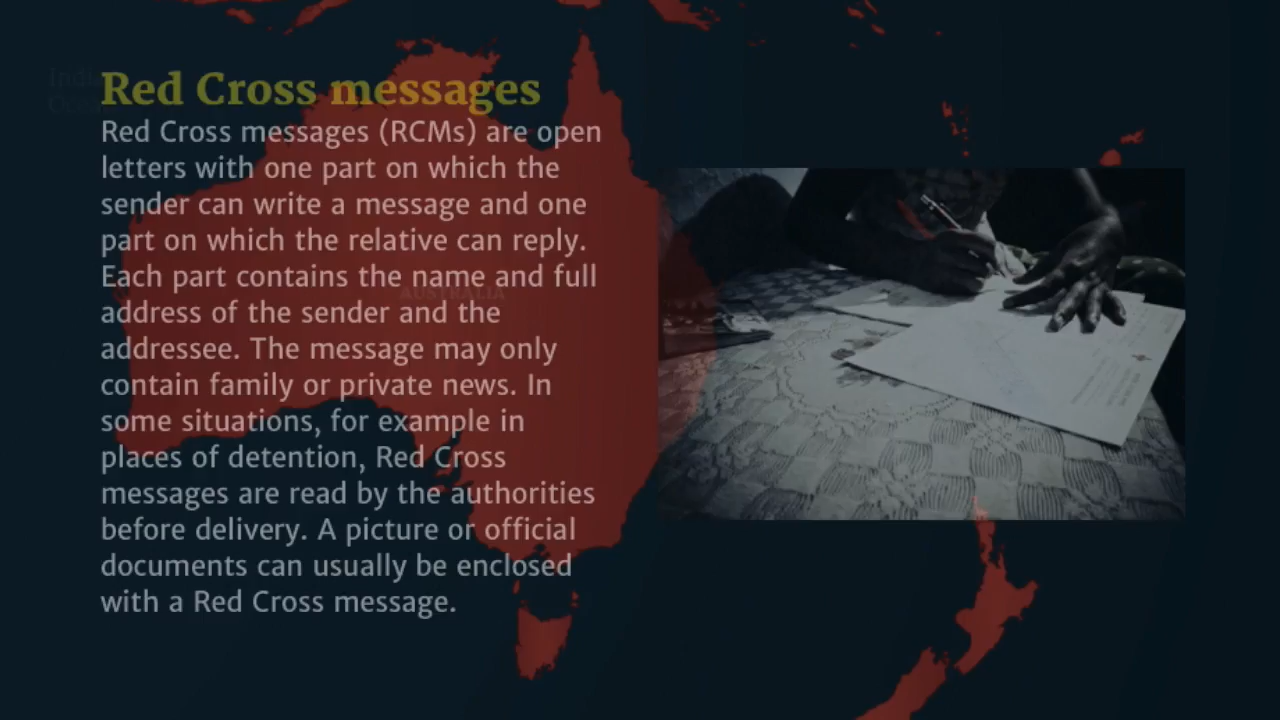 Red Cross messages
Red Cross messages (RCMs) are open
letters with one part on which the
sender can write a message and one
part on which the relative can reply.
Each part contains the name and full
address of the sender and the
addressee. The message may only
contain family or private news. In
some situations, for example in
places of detention, Red Cross
messages are read by the authorities
before delivery. A picture or official
documents can usually be enclosed
with a Red Cross message.
AUSTRALIA